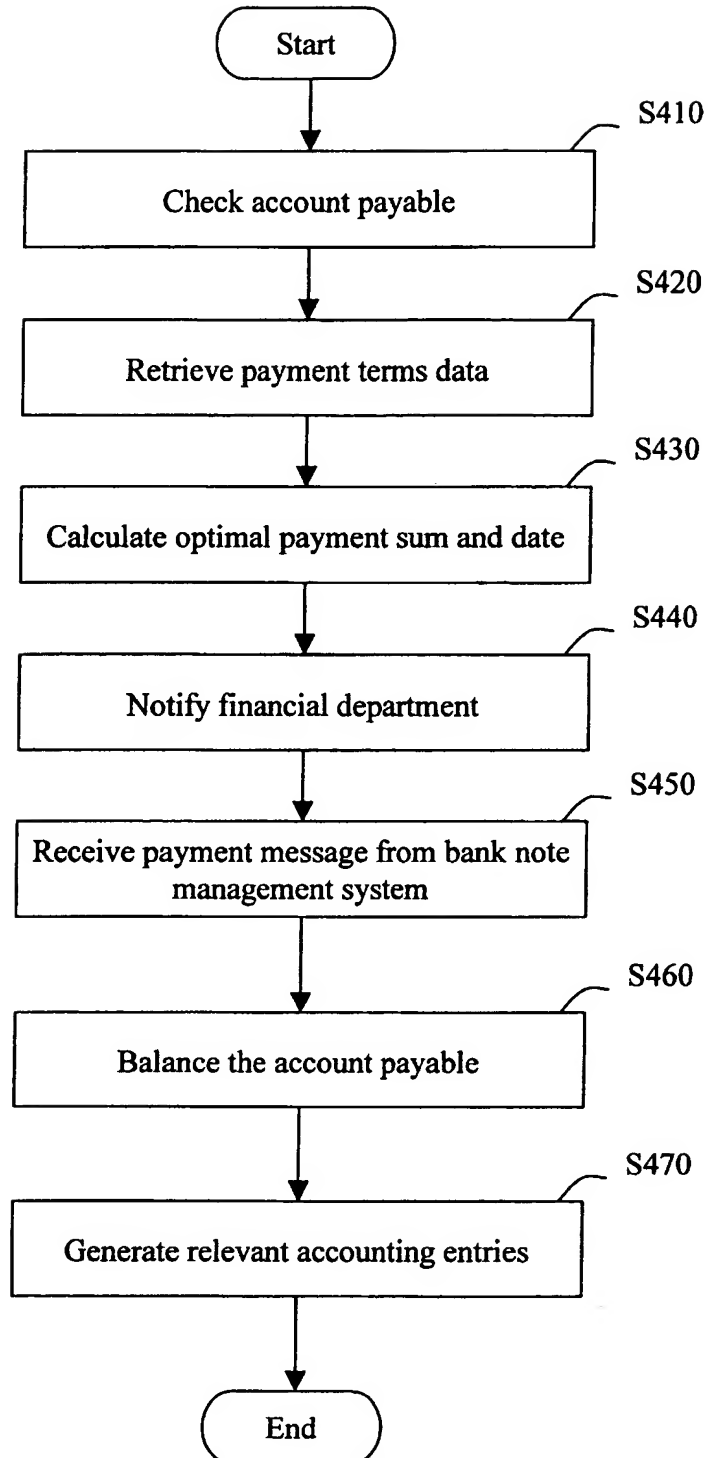 Start
S410
Check account payable
S420
Retrieve payment terms data
S430
Calculate optimal payment sum and date
S440
Notify financial department
S450
Receive payment message from bank note
management system
S460
Balance the account payable
S470
Generate relevant accounting entries
End